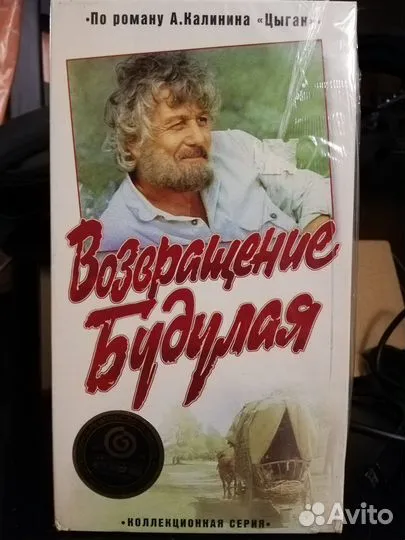 •По роману А.Калинина «Цыган»•
Возвращение
Будулая
•КОЛЛЕКЦИОННАЯ СЕРИЯ•
Avito